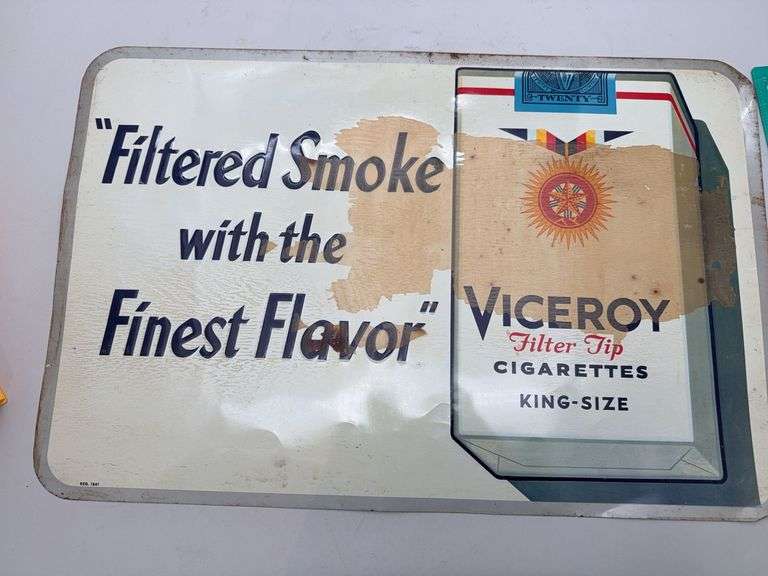 "Filtered Smoke
with the
Finest Flavor"
TWENTY
VICEROY
Filter Tip
CIGARETTES
KING-SIZE